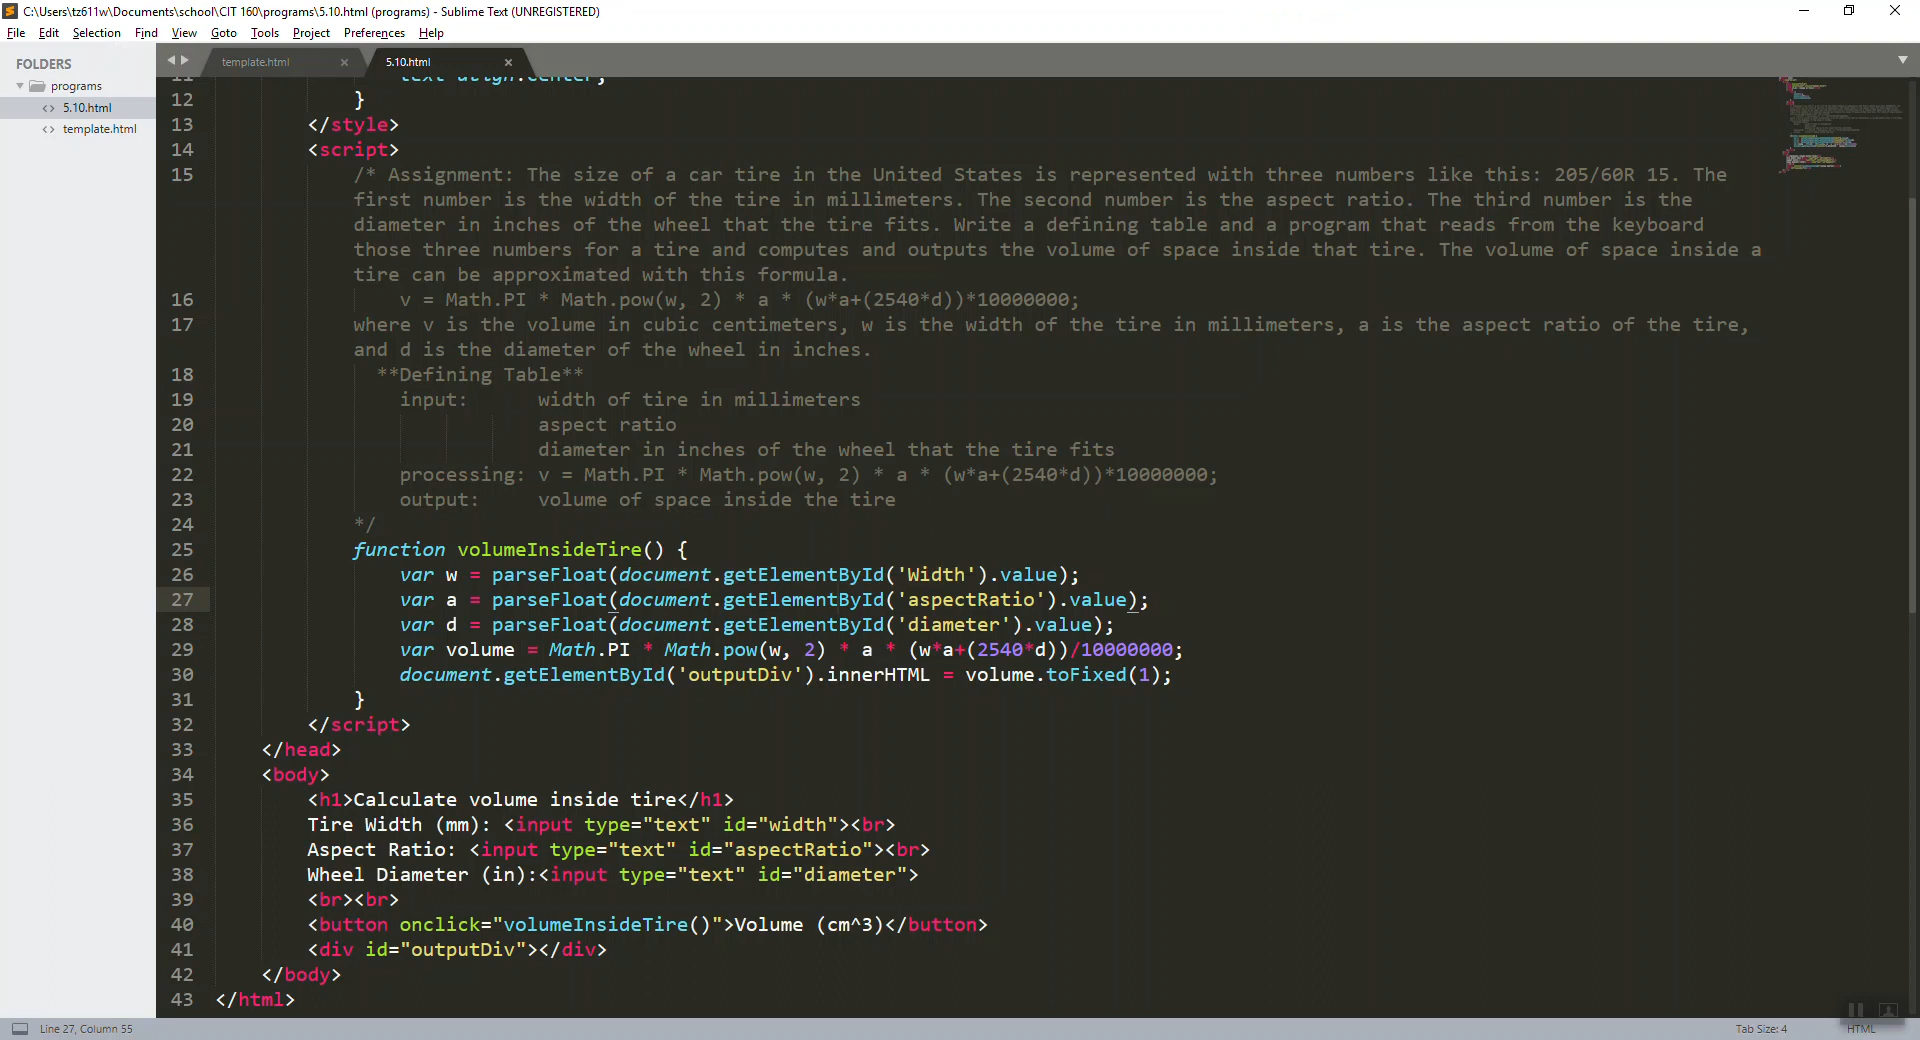 C:\Users\tz611w\Documents\school\CIT 160\programs\5.10.html (programs) - Sublime Text (UNREGISTERED)
File Edit Selection Find View Goto Tools Project Preferences Help
FOLDERS
programs
<> 5.10.html
<> template.html
template.html × 5.10.html ×
11 text-align:center;
12 }
13 </style>
14 <script>
15 /* Assignment: The size of a car tire in the United States is represented with three numbers like this: 205/60R 15. The
first number is the width of the tire in millimeters. The second number is the aspect ratio. The third number is the
diameter in inches of the wheel that the tire fits. Write a defining table and a program that reads from the keyboard
those three numbers for a tire and computes and outputs the volume of space inside that tire. The volume of space inside a
tire can be approximated with this formula.
16 v = Math.PI * Math.pow(w, 2) * a * (w*a+(2540*d))*10000000;
17 where v is the volume in cubic centimeters, w is the width of the tire in millimeters, a is the aspect ratio of the tire,
and d is the diameter of the wheel in inches.
18 **Defining Table**
19 input: width of tire in millimeters
20 aspect ratio
21 diameter in inches of the wheel that the tire fits
22 processing: v = Math.PI * Math.pow(w, 2) * a * (w*a+(2540*d))*10000000;
23 output: volume of space inside the tire
24 */
25 function volumeInsideTire() {
26 var w = parseFloat(document.getElementById('Width').value);
27 var a = parseFloat(document.getElementById('aspectRatio').value);
28 var d = parseFloat(document.getElementById('diameter').value);
29 var volume = Math.PI * Math.pow(w, 2) * a * (w*a+(2540*d))/10000000;
30 document.getElementById('outputDiv').innerHTML = volume.toFixed(1);
31 }
32 </script>
33 </head>
34 <body>
35 <h1>Calculate volume inside tire</h1>
36 Tire Width (mm): <input type="text" id="width"><br>
37 Aspect Ratio: <input type="text" id="aspectRatio"><br>
38 Wheel Diameter (in):<input type="text" id="diameter">
39 <br><br>
40 <button onclick="volumeInsideTire()">Volume (cm^3)</button>
41 <div id="outputDiv"></div>
42 </body>
43 </html>
Line 27, Column 55 Tab Size: 4 HTML